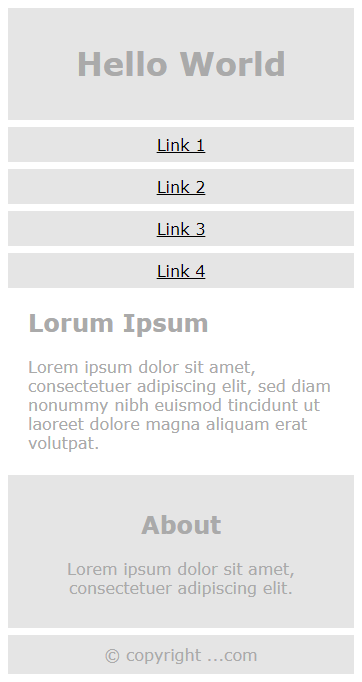 Hello World
Link 1
Link 2
Link 3
Link 4
Lorum Ipsum
Lorem ipsum dolor sit amet,
consectetuer adipiscing elit, sed diam
nonummy nibh euismod tincidunt ut
laoreet dolore magna aliquam erat
volutpat.
About
Lorem ipsum dolor sit amet,
consectetuer adipiscing elit.
© copyright ...com